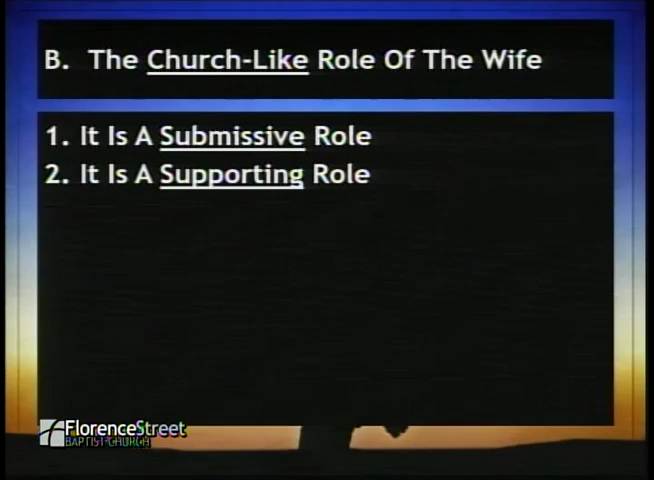 B. The Church-Like Role Of The Wife
1. It Is A Submissive Role
2. It Is A Supporting Role
FlorenceStreet
BAPTIST CHURCH